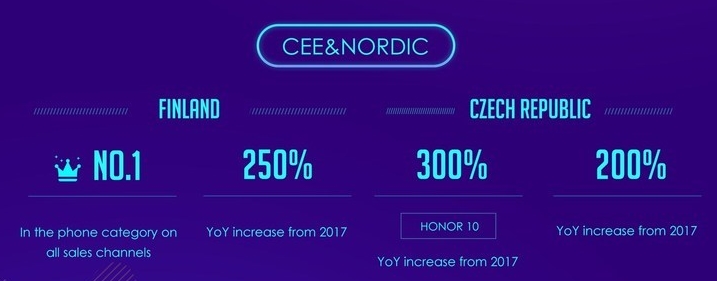 CEE&NORDIC
FINLAND
NO.1
In the phone category on
all sales channels
250%
YoY increase from 2017
CZECH REPUBLIC
300%
HONOR 10
YoY increase from 2017
200%
YoY increase from 2017